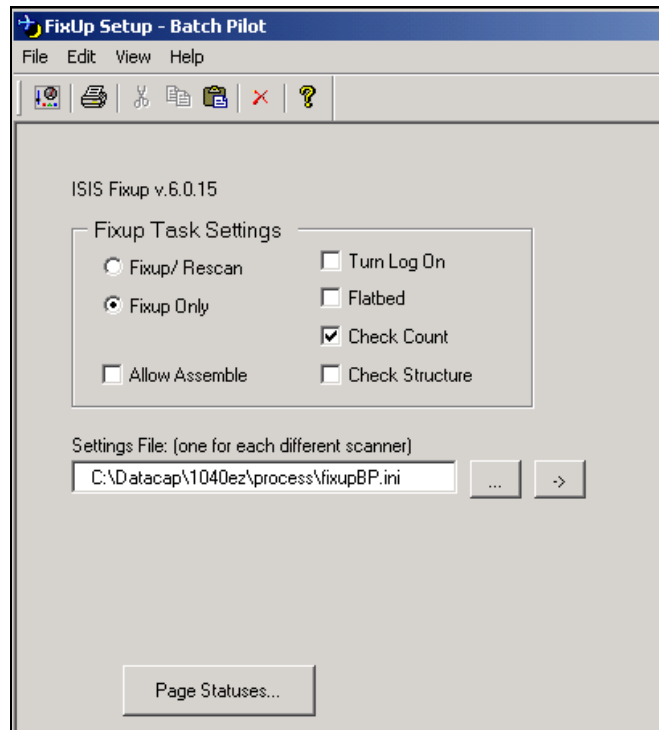 FixUp Setup - Batch Pilot
File Edit View Help
ISIS Fixup v.6.0.15
Fixup Task Settings
Fixup/ Rescan
Turn Log On
Fixup Only
Flatbed
Check Count
Allow Assemble
Check Structure
Settings File: (one for each different scanner)
C:\Datacap\1040ez\process\fixupBP.ini
... ->
Page Statuses...